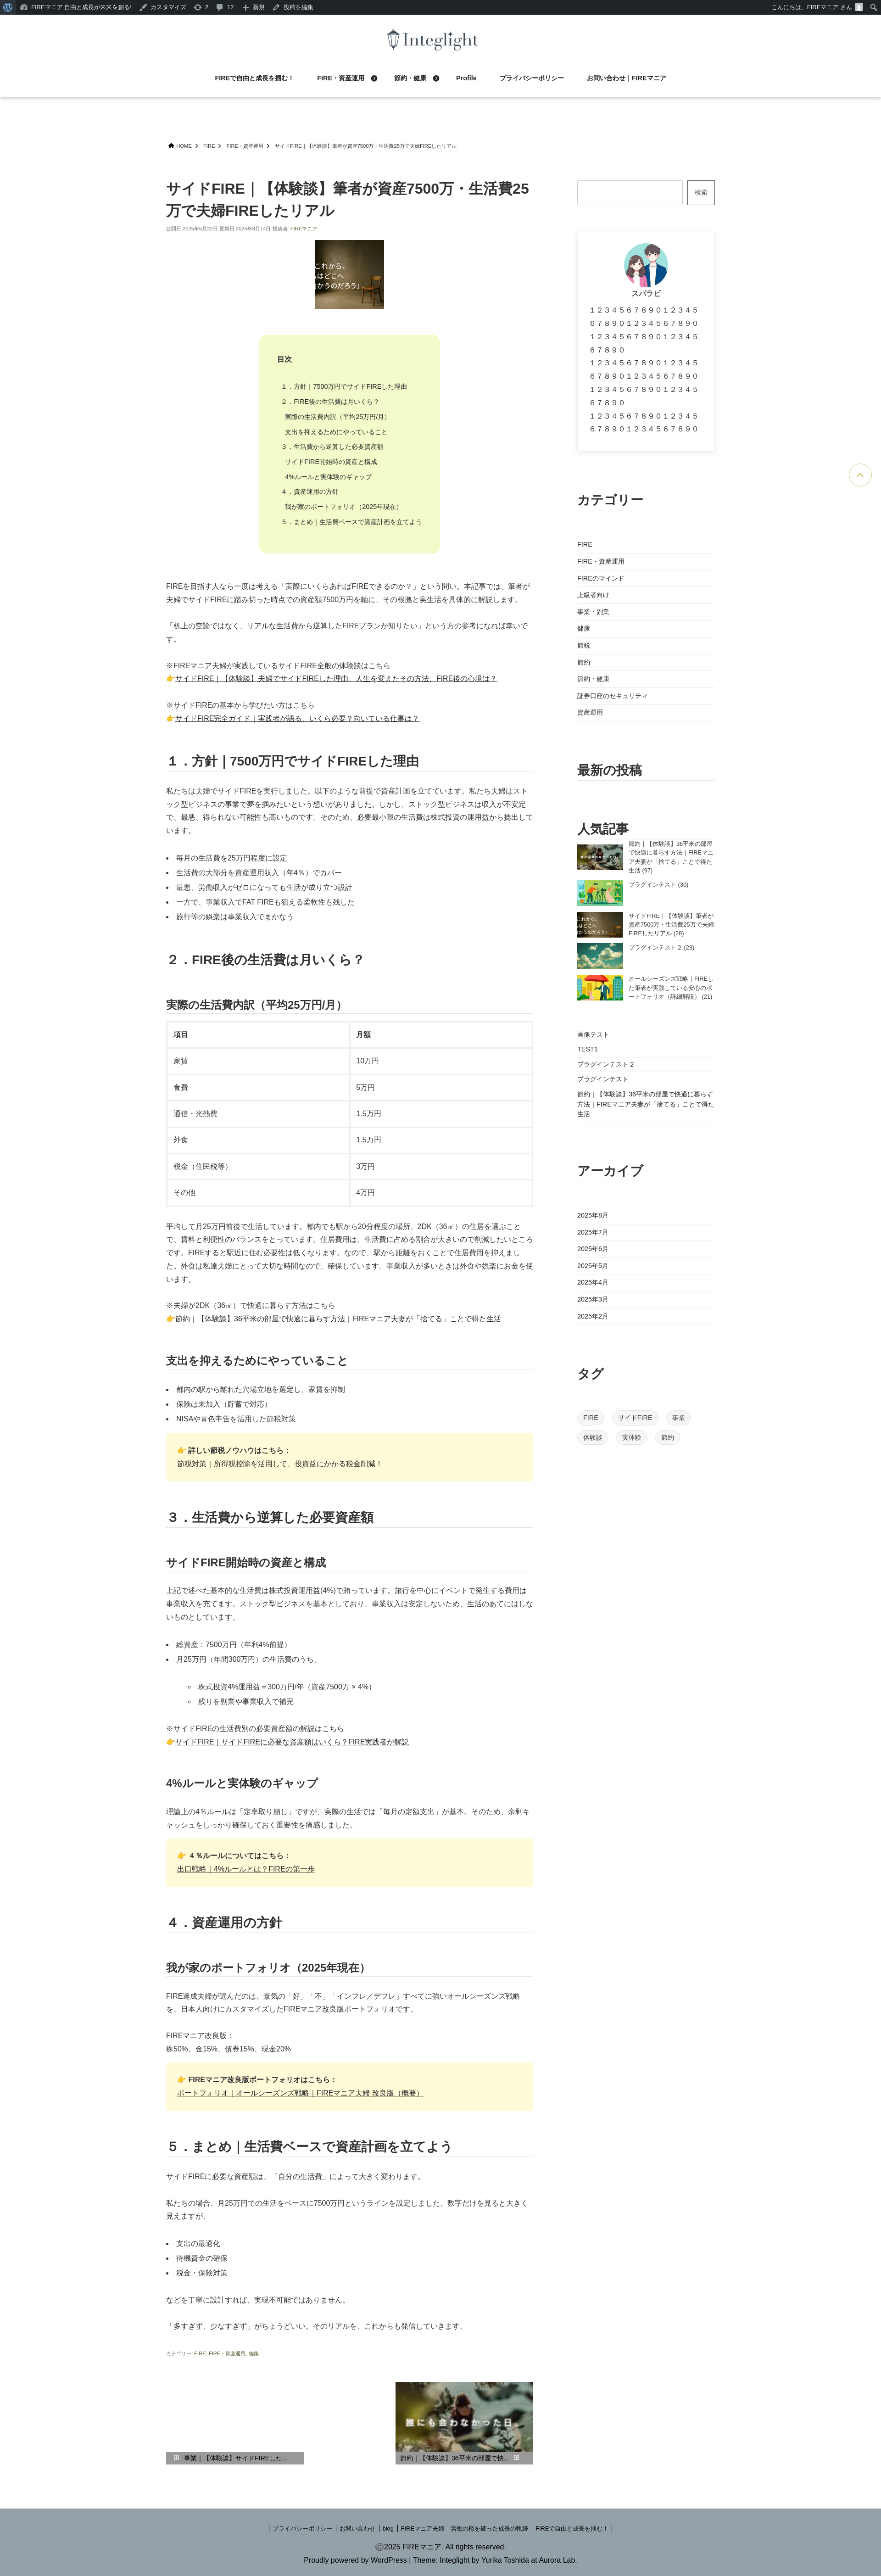 FIREマニア 自由と成長が未来を創る!
カスタマイズ
2
12
新規
投稿を編集
こんにちは、FIREマニア さん
Integlight
FIREで自由と成長を掴む！
FIRE・資産運用
節約・健康
Profile
プライバシーポリシー
お問い合わせ｜FIREマニア
HOME
FIRE
FIRE・資産運用
サイドFIRE｜【体験談】筆者が資産7500万・生活費25万で夫婦FIREしたリアル
サイドFIRE｜【体験談】筆者が資産7500万・生活費25
万で夫婦FIREしたリアル
公開日:2025年6月22日 更新日:2025年8月14日 投稿者: FIREマニア
これから、
私はどこへ
向かうのだろう」
目次
１．方針｜7500万円でサイドFIREした理由
２．FIRE後の生活費は月いくら？
実際の生活費内訳（平均25万円/月）
支出を抑えるためにやっていること
３．生活費から逆算した必要資産額
サイドFIRE開始時の資産と構成
4%ルールと実体験のギャップ
４．資産運用の方針
我が家のポートフォリオ（2025年現在）
５．まとめ｜生活費ベースで資産計画を立てよう
FIREを目指す人なら一度は考える「実際にいくらあればFIREできるのか？」という問い。本記事では、筆者が
夫婦でサイドFIREに踏み切った時点での資産額7500万円を軸に、その根拠と実生活を具体的に解説します。
「机上の空論ではなく、リアルな生活費から逆算したFIREプランが知りたい」という方の参考になれば幸いで
す。
※FIREマニア夫婦が実践しているサイドFIRE全般の体験談はこちら
👉サイドFIRE｜【体験談】夫婦でサイドFIREした理由、人生を変えたその方法、FIRE後の心境は？
※サイドFIREの基本から学びたい方はこちら
👉サイドFIRE完全ガイド｜実践者が語る、いくら必要？向いている仕事は？
１．方針｜7500万円でサイドFIREした理由
私たちは夫婦でサイドFIREを実行しました。以下のような前提で資産計画を立てています。私たち夫婦はスト
ック型ビジネスの事業で夢を掴みたいという想いがありました。しかし、ストック型ビジネスは収入が不安定
で、最悪、得られない可能性も高いものです。そのため、必要最小限の生活費は株式投資の運用益から捻出して
います。
毎月の生活費を25万円程度に設定
生活費の大部分を資産運用収入（年4％）でカバー
最悪、労働収入がゼロになっても生活が成り立つ設計
一方で、事業収入でFAT FIREも狙える柔軟性も残した
旅行等の娯楽は事業収入でまかなう
２．FIRE後の生活費は月いくら？
実際の生活費内訳（平均25万円/月）
項目
月額
家賃
10万円
食費
5万円
通信・光熱費
1.5万円
外食
1.5万円
税金（住民税等）
3万円
その他
4万円
平均して月25万円前後で生活しています。都内でも駅から20分程度の場所、2DK（36㎡）の住居を選ぶこと
で、賃料と利便性のバランスをとっています。住居費用は、生活費に占める割合が大きいので削減したいところ
です。FIREすると駅近に住む必要性は低くなります。なので、駅から距離をおくことで住居費用を抑えまし
た。外食は私達夫婦にとって大切な時間なので、確保しています。事業収入が多いときは外食や娯楽にお金を使
います。
※夫婦が2DK（36㎡）で快適に暮らす方法はこちら
👉節約｜【体験談】36平米の部屋で快適に暮らす方法｜FIREマニア夫妻が「捨てる」ことで得た生活
支出を抑えるためにやっていること
都内の駅から離れた穴場立地を選定し、家賃を抑制
保険は未加入（貯蓄で対応）
NISAや青色申告を活用した節税対策
👉 詳しい節税ノウハウはこちら：
節税対策｜所得税控除を活用して、投資益にかかる税金削減！
３．生活費から逆算した必要資産額
サイドFIRE開始時の資産と構成
上記で述べた基本的な生活費は株式投資運用益(4%)で賄っています。旅行を中心にイベントで発生する費用は
事業収入を充てます。ストック型ビジネスを基本としており、事業収入は安定しないため、生活のあてにはしな
いものとしています。
総資産：7500万円（年利4%前提）
月25万円（年間300万円）の生活費のうち、
株式投資4%運用益＝300万円/年（資産7500万 × 4%）
残りを副業や事業収入で補完
※サイドFIREの生活費別の必要資産額の解説はこちら
👉サイドFIRE｜サイドFIREに必要な資産額はいくら？FIRE実践者が解説
4%ルールと実体験のギャップ
理論上の4％ルールは「定率取り崩し」ですが、実際の生活では「毎月の定額支出」が基本。そのため、余剰キ
ャッシュをしっかり確保しておく重要性を痛感しました。
👉 ４％ルールについてはこちら：
出口戦略｜4%ルールとは？FIREの第一歩
４．資産運用の方針
我が家のポートフォリオ（2025年現在）
FIRE達成夫婦が選んだのは、景気の「好」「不」「インフレ／デフレ」すべてに強いオールシーズンズ戦略
を、日本人向けにカスタマイズしたFIREマニア改良版ポートフォリオです。
FIREマニア改良版：
株50%、金15%、債券15%、現金20%
👉 FIREマニア改良版ポートフォリオはこちら：
ポートフォリオ｜オールシーズンズ戦略｜FIREマニア夫婦 改良版（概要）
５．まとめ｜生活費ベースで資産計画を立てよう
サイドFIREに必要な資産額は、「自分の生活費」によって大きく変わります。
私たちの場合、月25万円での生活をベースに7500万円というラインを設定しました。数字だけを見ると大きく
見えますが、
支出の最適化
待機資金の確保
税金・保険対策
などを丁寧に設計すれば、実現不可能ではありません。
「多すぎず、少なすぎず」がちょうどいい。そのリアルを、これからも発信していきます。
カテゴリー: FIRE, FIRE・資産運用, 編集
事業｜【体験談】サイドFIREした...
誰にも会わなかった日
節約｜【体験談】36平米の部屋で快...
検索
スパラビ
１２３４５６７８９０１２３４５
６７８９０１２３４５６７８９０
１２３４５６７８９０１２３４５
６７８９０
１２３４５６７８９０１２３４５
６７８９０１２３４５６７８９０
１２３４５６７８９０１２３４５
６７８９０
１２３４５６７８９０１２３４５
６７８９０１２３４５６７８９０
カテゴリー
FIRE
FIRE・資産運用
FIREのマインド
上級者向け
事業・副業
健康
節税
節約
節約・健康
証券口座のセキュリティ
資産運用
最新の投稿
人気記事
節約｜【体験談】36平米の部屋
で快適に暮らす方法｜FIREマニ
ア夫妻が「捨てる」ことで得た
生活 (97)
プラグインテスト (30)
これから、
私はどこへ
向かうのだろう」
サイドFIRE｜【体験談】筆者が
資産7500万・生活費25万で夫婦
FIREしたリアル (28)
プラグインテスト２ (23)
オールシーズンズ戦略｜FIREし
た筆者が実践している安心のポ
ートフォリオ（詳細解説） (21)
画像テスト
TEST1
プラグインテスト２
プラグインテスト
節約｜【体験談】36平米の部屋で快適に暮らす
方法｜FIREマニア夫妻が「捨てる」ことで得た
生活
アーカイブ
2025年8月
2025年7月
2025年6月
2025年5月
2025年4月
2025年3月
2025年2月
タグ
FIRE
サイドFIRE
事業
体験談
実体験
節約
プライバシーポリシー
お問い合わせ
blog
FIREマニア夫婦 – 労働の檻を破った成長の軌跡
FIREで自由と成長を掴む！
Ⓒ2025 FIREマニア. All rights reserved.
Proudly powered by WordPress | Theme: Integlight by Yurika Toshida at Aurora Lab.